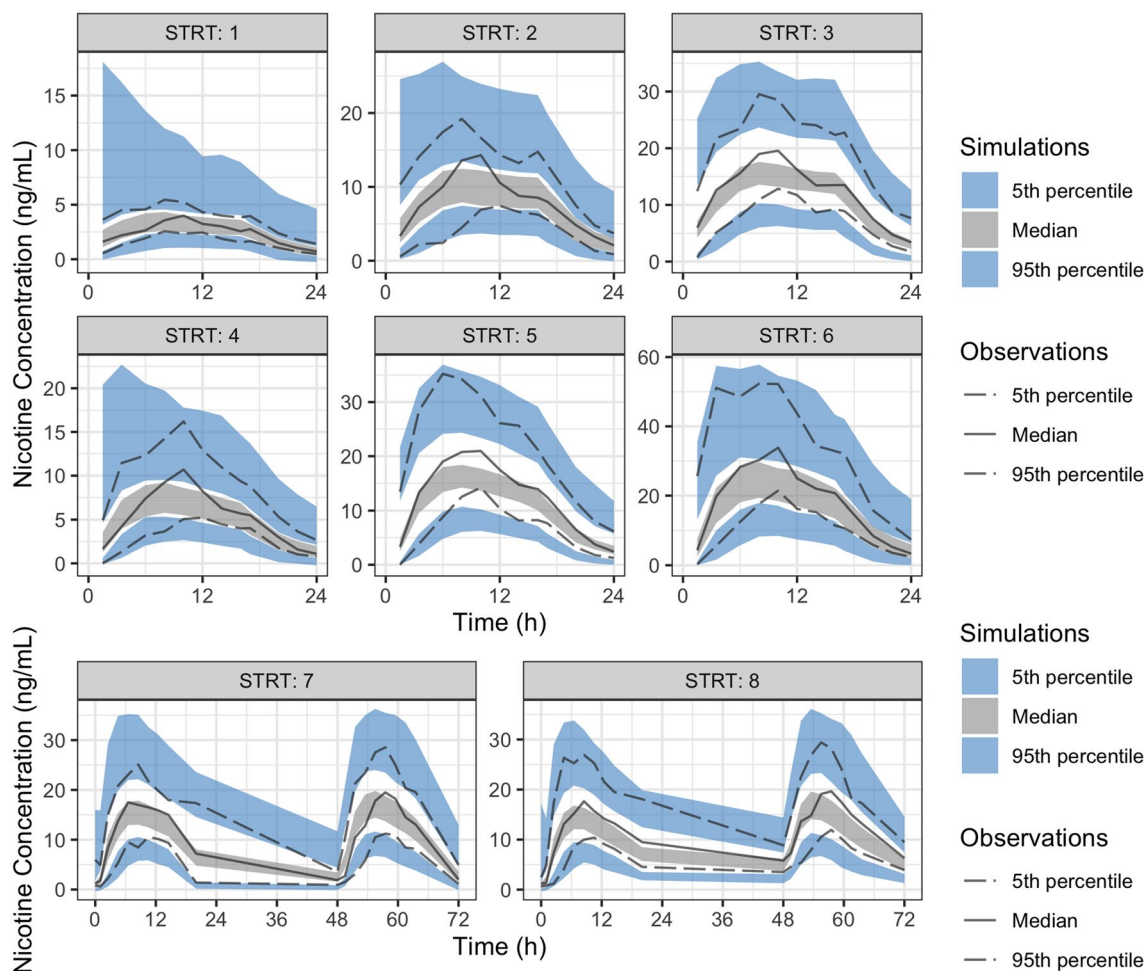 STRT: 1
STRT: 2
STRT: 3
Nicotine Concentration (ng/mL)
15
10
5
0
0
12
24
20
10
0
0
12
24
30
20
10
0
0
12
24
STRT: 4
STRT: 5
STRT: 6
20
15
10
5
0
0
12
24
30
20
10
0
0
12
24
60
40
20
0
0
12
24
Time (h)
Simulations
5th percentile
Median
95th percentile
Observations
5th percentile
Median
95th percentile
STRT: 7
STRT: 8
Nicotine Concentration (ng/mL)
30
20
10
0
0
12
24
36
48
60
72
30
20
10
0
0
12
24
36
48
60
72
Time (h)
Simulations
5th percentile
Median
95th percentile
Observations
5th percentile
Median
95th percentile